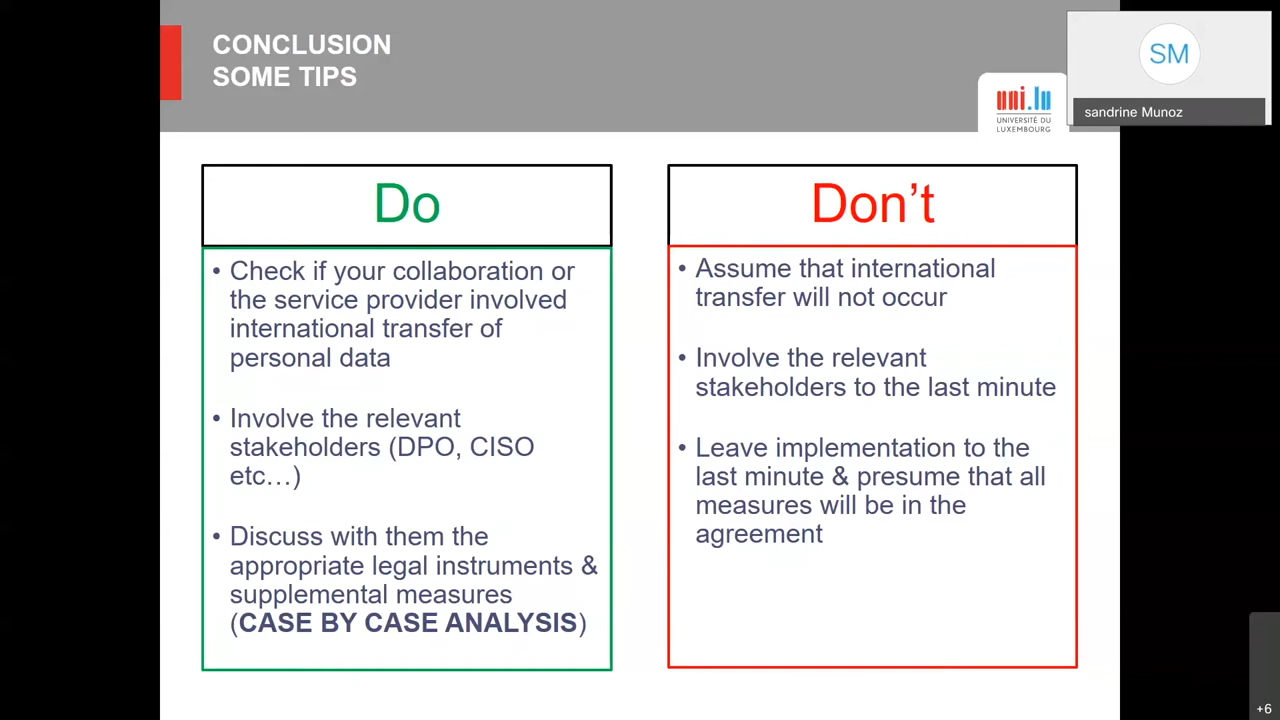 CONCLUSION
SOME TIPS
uni.lu
UNIVERSITÉ DU
LUXEMBOURG
SM
sandrine Munoz
Do
• Check if your collaboration or
the service provider involved
international transfer of
personal data
• Involve the relevant
stakeholders (DPO, CISO
etc…)
• Discuss with them the
appropriate legal instruments &
supplemental measures
(CASE BY CASE ANALYSIS)
Don’t
• Assume that international
transfer will not occur
• Involve the relevant
stakeholders to the last minute
• Leave implementation to the
last minute & presume that all
measures will be in the
agreement
+6